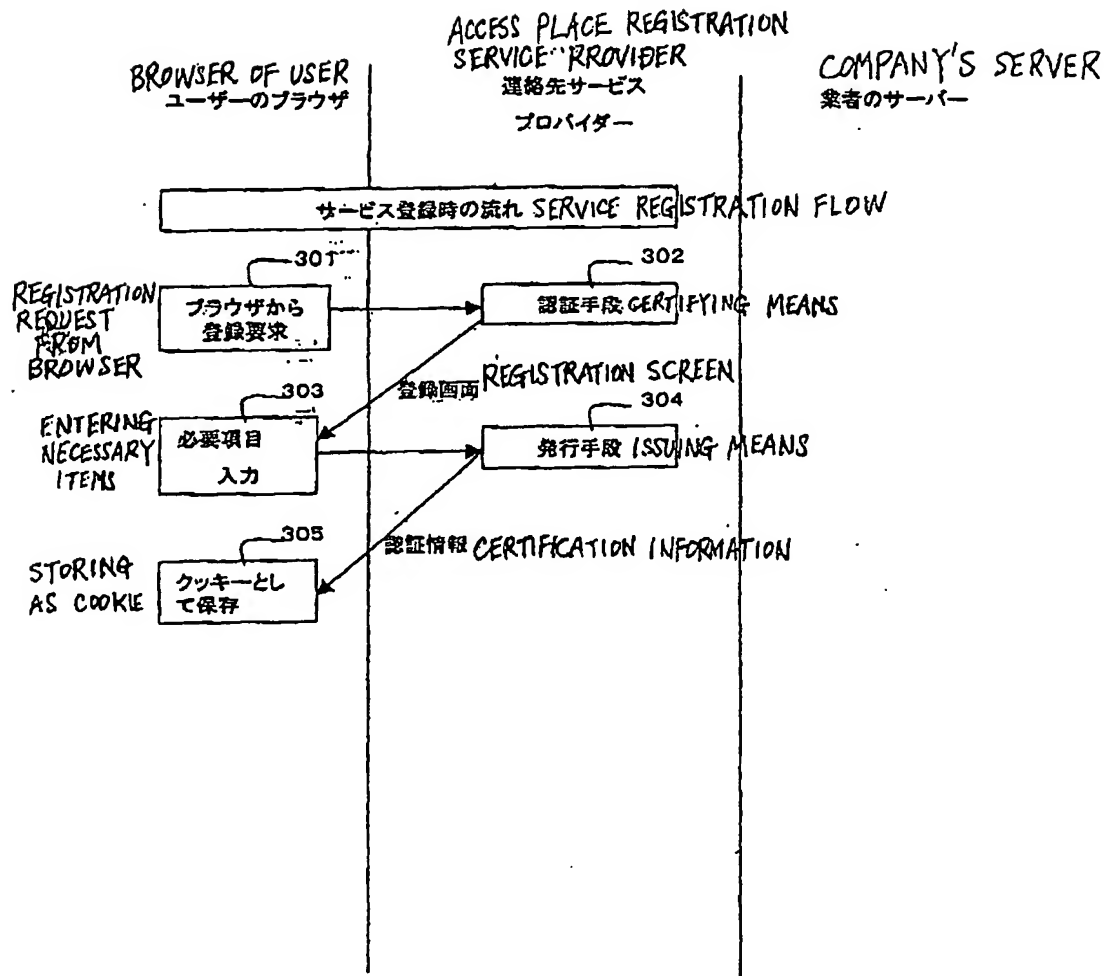 ACCESS PLACE REGISTRATION
SERVICE PROVIDER
連絡先サービス
プロバイダー
BROWSER OF USER
ユーザーのブラウザ
COMPANY'S SERVER
業者のサーバー
サービス登録時の流れ SERVICE REGISTRATION FLOW
301
REGISTRATION
REQUEST
FROM
BROWSER
ブラウザから
登録要求
302
認証手段 CERTIFYING MEANS
登録画面 REGISTRATION SCREEN
303
ENTERING
NECESSARY
ITEMS
必要項目
入力
304
発行手段 ISSUING MEANS
認証情報 CERTIFICATION INFORMATION
305
STORING
AS COOKIE
クッキーとし
て保存